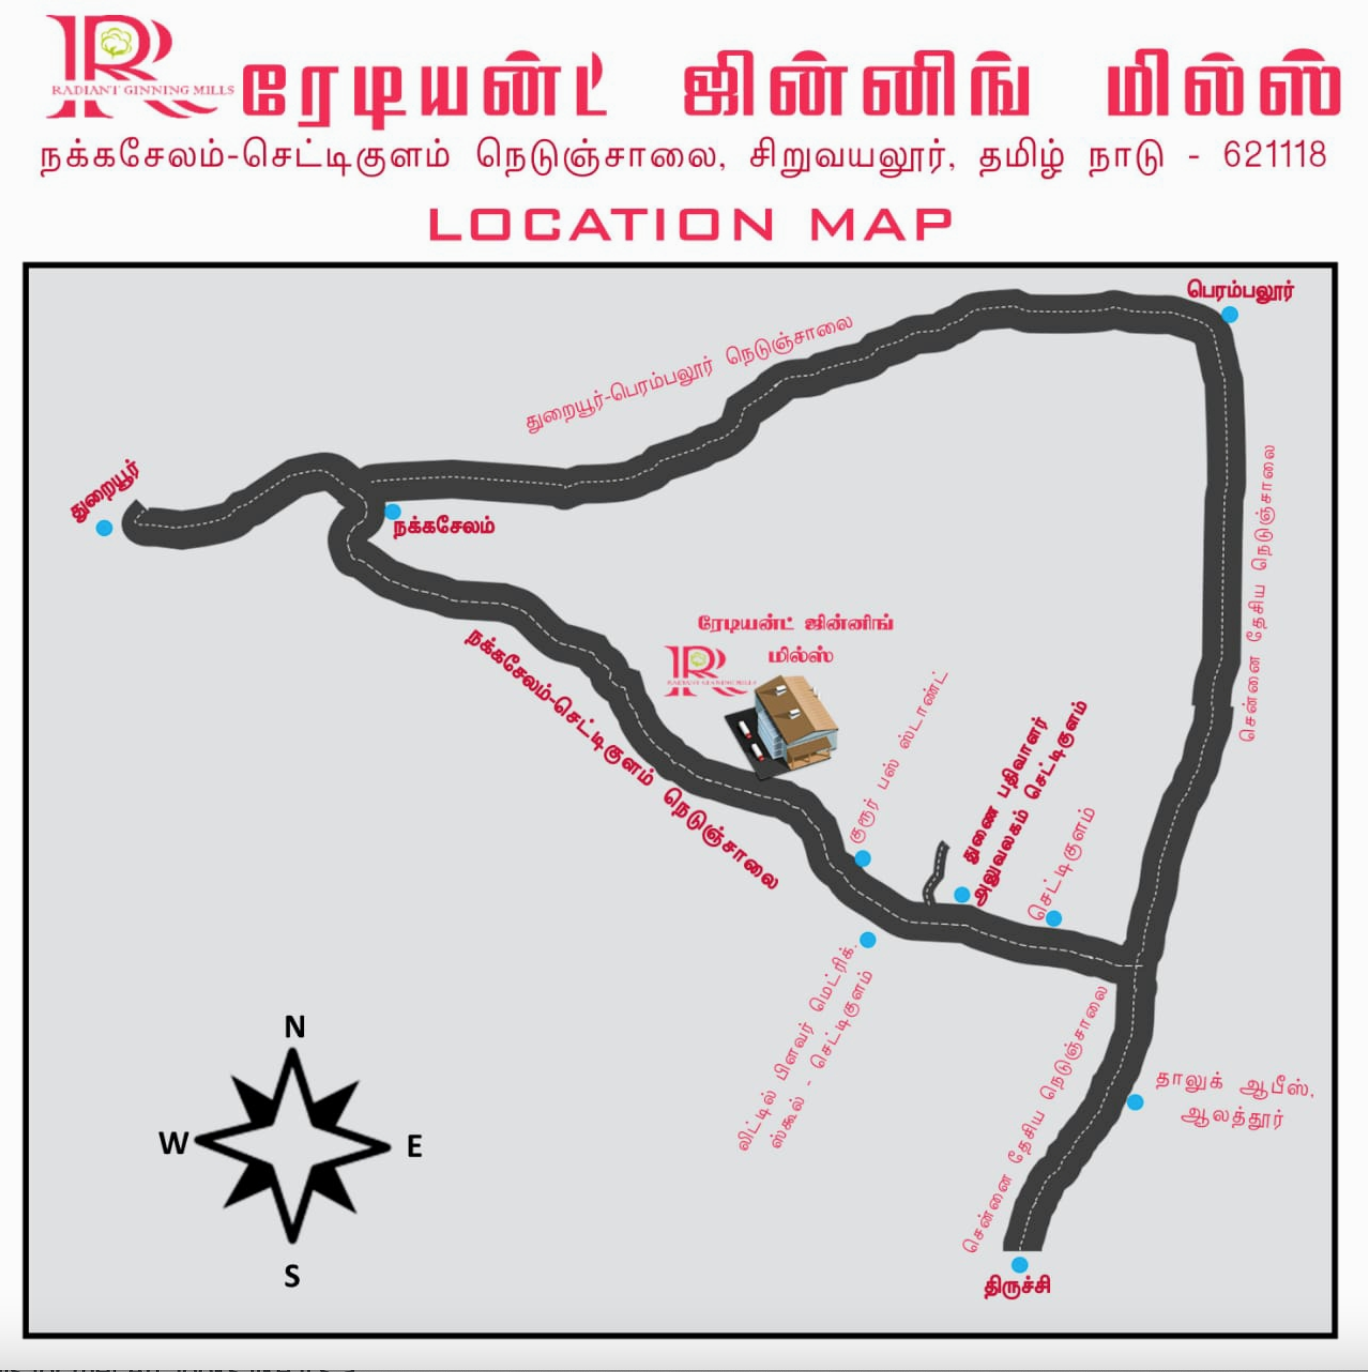 RADIANT GINNING MILLS
ரேடியண்ட் ஜின்னிங் மில்ஸ்
நக்கசேலம்-செட்டிகுளம் நெடுஞ்சாலை, சிறுவயலூர், தமிழ் நாடு - 621118
LOCATION MAP
பெரம்பலூர்
துறையூர்-பெரம்பலூர் நெடுஞ்சாலை
துறையூர்
நக்கசேலம்
சென்னை தேசிய நெடுஞ்சாலை
ரேடியண்ட் ஜின்னிங்
மில்ஸ்
RADIANT GINNING MILLS
நக்கசேலம்-செட்டிகுளம் நெடுஞ்சாலை
குரூர் பஸ் ஸ்டாண்ட்
துணை பதிவாளர்
அலுவலகம் செட்டிகுளம்
செட்டிகுளம்
லிட்டில் பிளவர் மெட்ரிக்.
ஸ்கூல் - செட்டிகுளம்
சென்னை தேசிய நெடுஞ்சாலை
தாலுக் ஆபீஸ்,
ஆலத்தூர்
திருச்சி
N
W
E
S